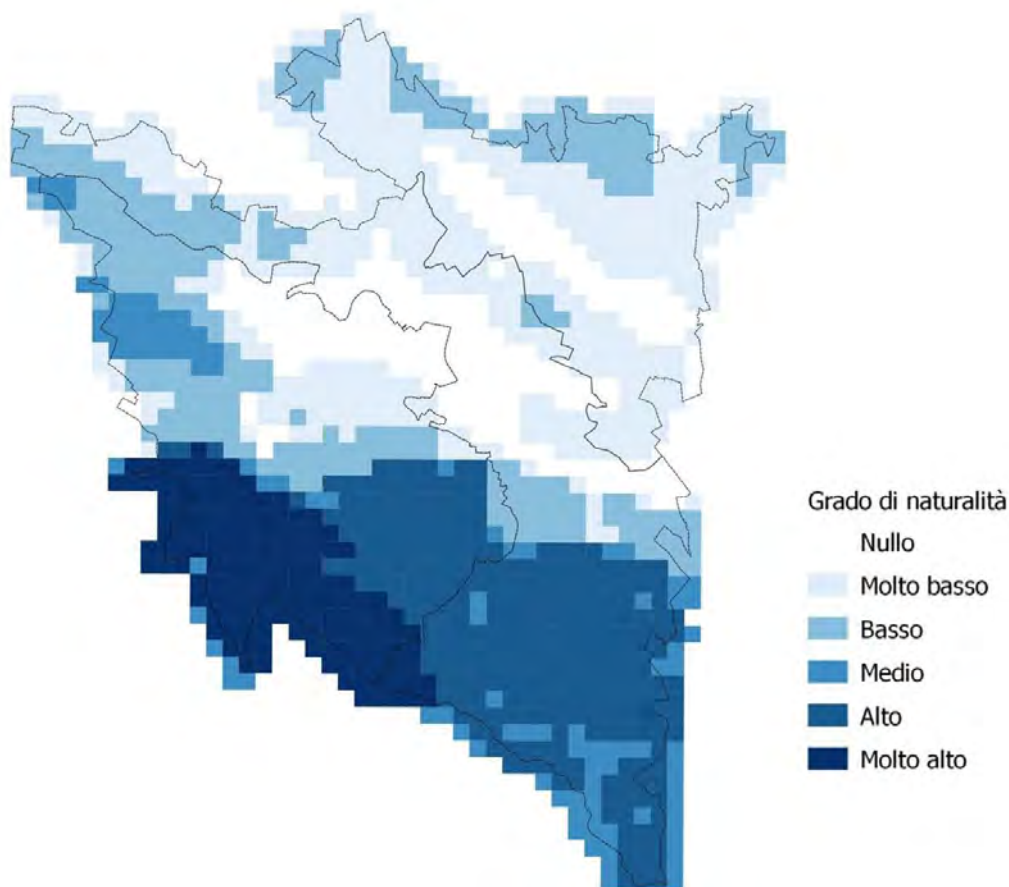 Grado di naturalità
Nullo
Molto basso
Basso
Medio
Alto
Molto alto